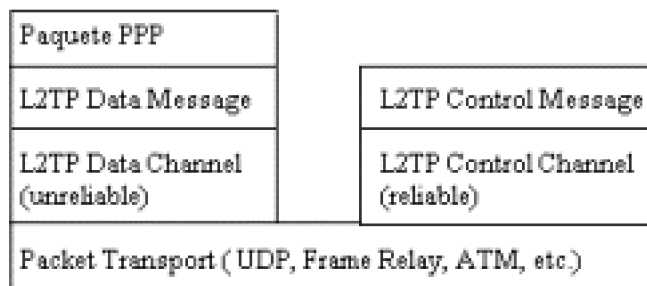 Paquete PPP
L2TP Data Message
L2TP Control Message
L2TP Data Channel
(unreliable)
L2TP Control Channel
(reliable)
Packet Transport ( UDP, Frame Relay, ATM, etc.)